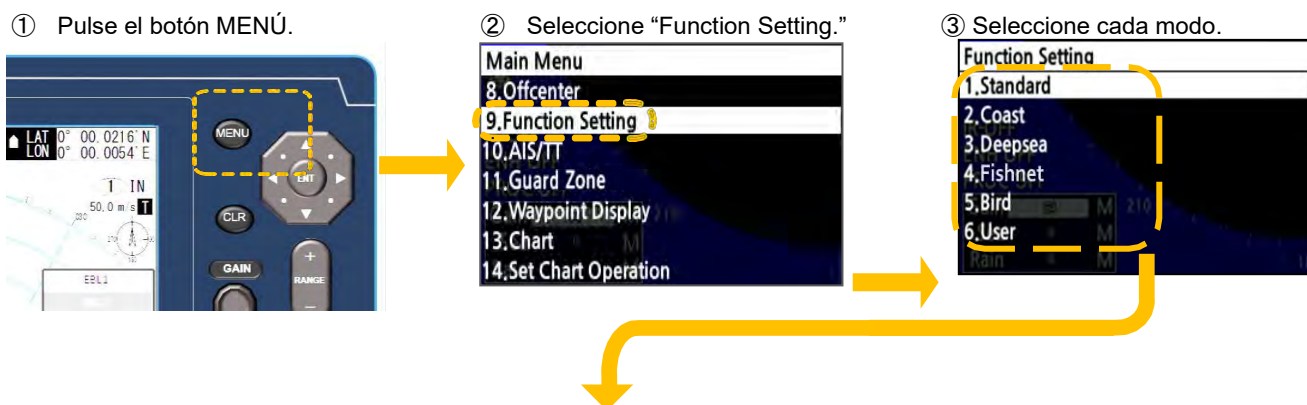 ① Pulse el botón MENÚ.
② Seleccione “Function Setting.”
③ Seleccione cada modo.
LAT 0° 00.0216'N
LON 0° 00.0054'E
1 IN
50.0 m/s T
EBL1
MENU
ENT
CLR
GAIN
+
RANGE
−
Main Menu
8.Offcenter
9.Function Setting
10.AIS/TT
11.Guard Zone
12.Waypoint Display
13.Chart
14.Set Chart Operation
Function Setting
1.Standard
2.Coast
3.Deepsea
4.Fishnet
5.Bird
6.User
210
M
M
Rain